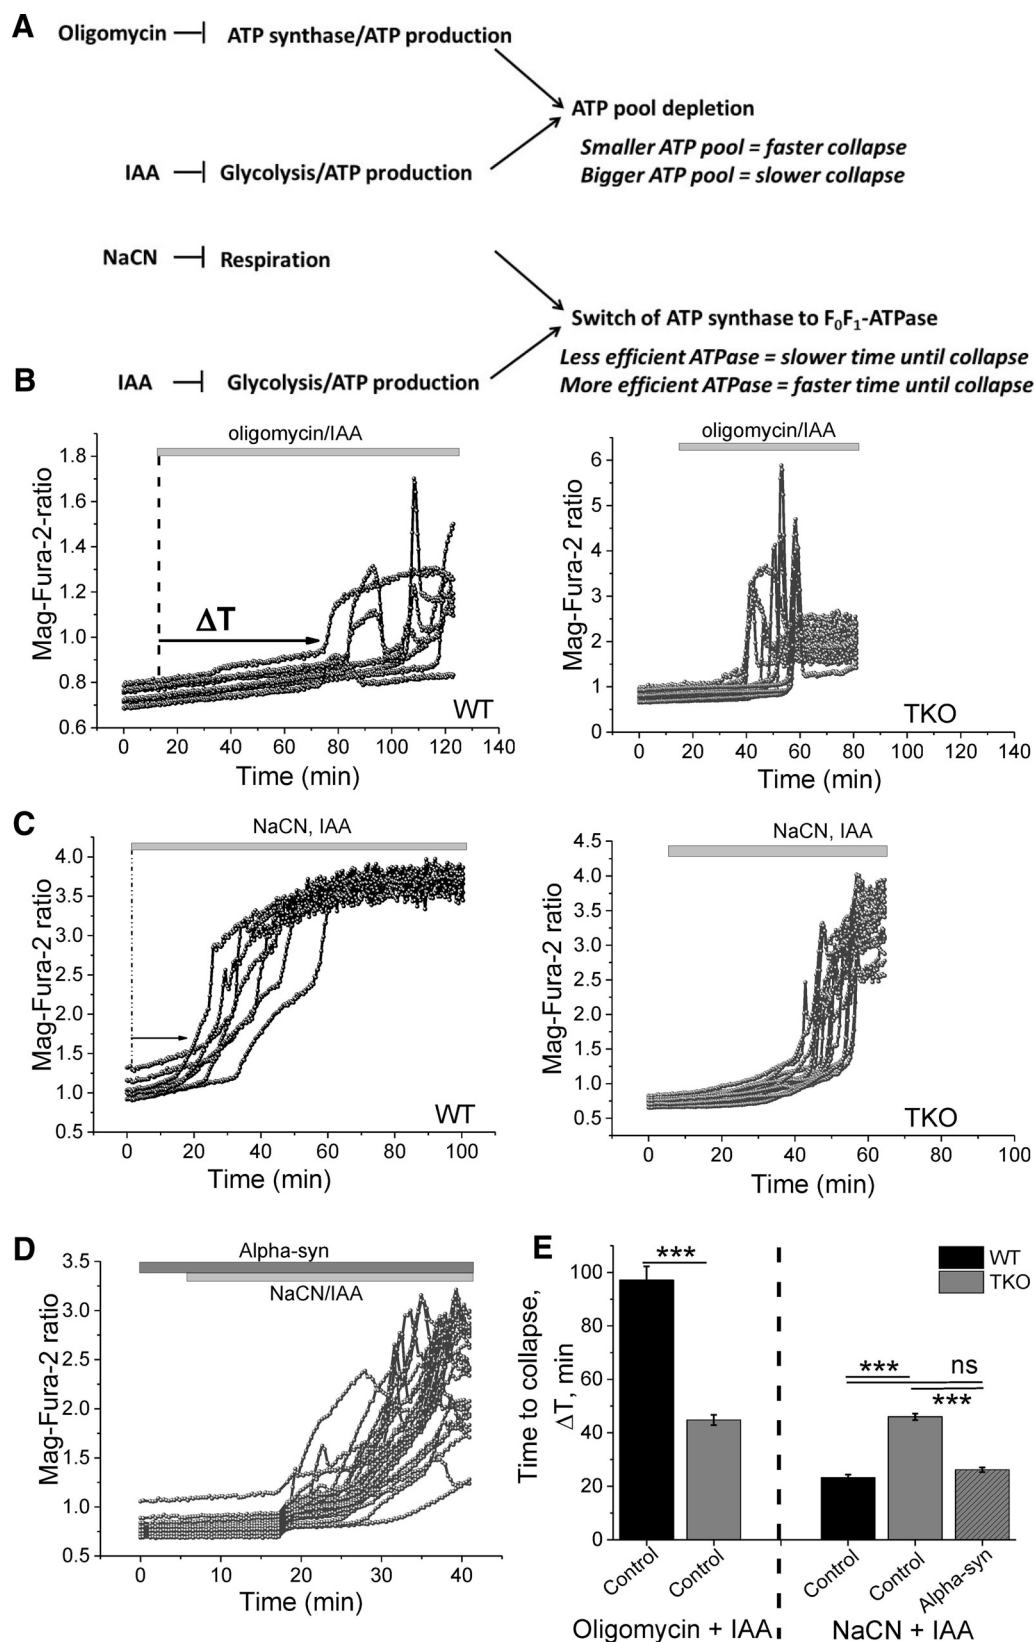 A
Oligomycin ATP synthase/ATP production
ATP pool depletion
Smaller ATP pool = faster collapse
Bigger ATP pool = slower collapse
IAA Glycolysis/ATP production
NaCN Respiration
Switch of ATP synthase to F₀F₁-ATPase
Less efficient ATPase = slower time until collapse
More efficient ATPase = faster time until collapse
IAA Glycolysis/ATP production
B
oligomycin/IAA
Mag-Fura-2-ratio
1.8
1.6
1.4
1.2
1.0
0.8
0.6
ΔT
WT
0 20 40 60 80 100 120 140
Time (min)
oligomycin/IAA
Mag-Fura-2 ratio
6
5
4
3
2
1
0
TKO
0 20 40 60 80 100 120 140
Time (min)
C
NaCN, IAA
Mag-Fura-2 ratio
4.0
3.5
3.0
2.5
2.0
1.5
1.0
0.5
WT
0 20 40 60 80 100
Time (min)
NaCN, IAA
Mag-Fura-2 ratio
4.5
4.0
3.5
3.0
2.5
2.0
1.5
1.0
0.5
TKO
0 20 40 60 80 100
Time (min)
D
Alpha-syn
NaCN/IAA
Mag-Fura-2 ratio
3.5
3.0
2.5
2.0
1.5
1.0
0.5
0 10 20 30 40
Time (min)
E
WT
TKO
Time to collapse,
ΔT, min
100
80
60
40
20
0
***
*** ns
***
Control Control Control Control Alpha-syn
Oligomycin + IAA NaCN + IAA